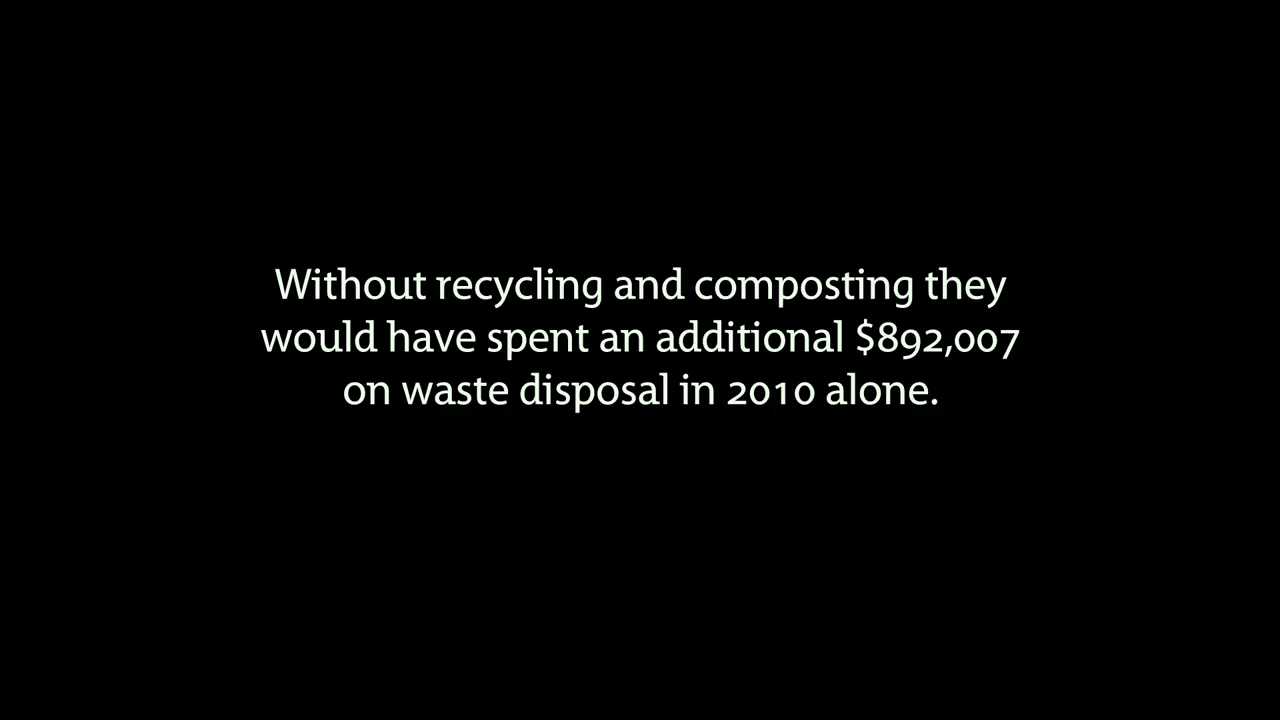 Without recycling and composting they
would have spent an additional $892,007
on waste disposal in 2010 alone.